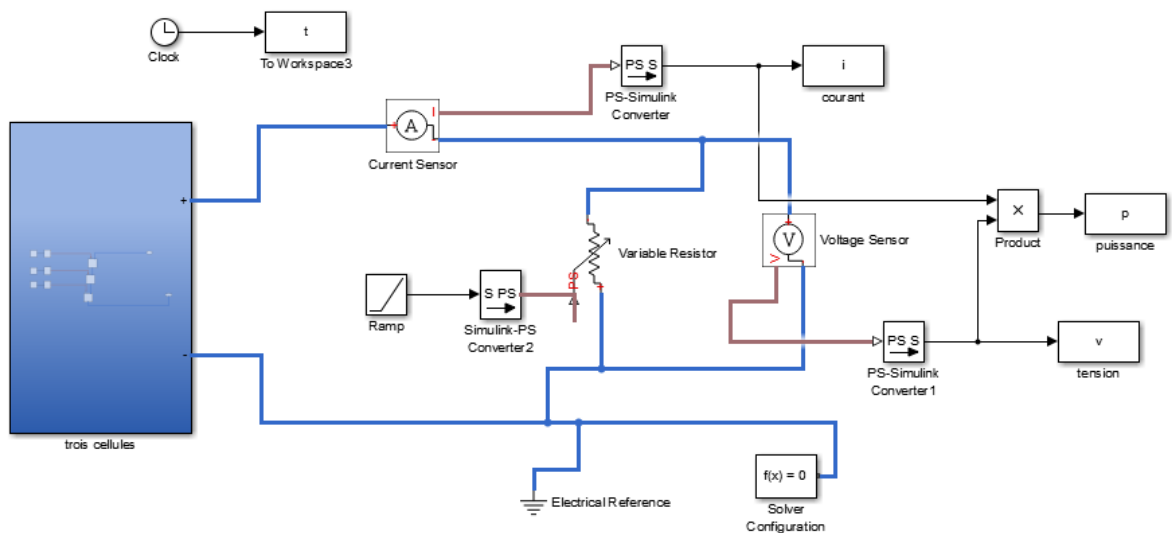 t
Clock
To Workspace3
PS S
PS-Simulink
Converter
i
courant
I
A
Current Sensor
+
Variable Resistor
PS
S PS
Ramp
Simulink-PS
Converter2
V
V
Voltage Sensor
×
Product
p
puissance
-
PS S
PS-Simulink
Converter1
v
tension
trois cellules
f(x) = 0
Electrical Reference
Solver
Configuration